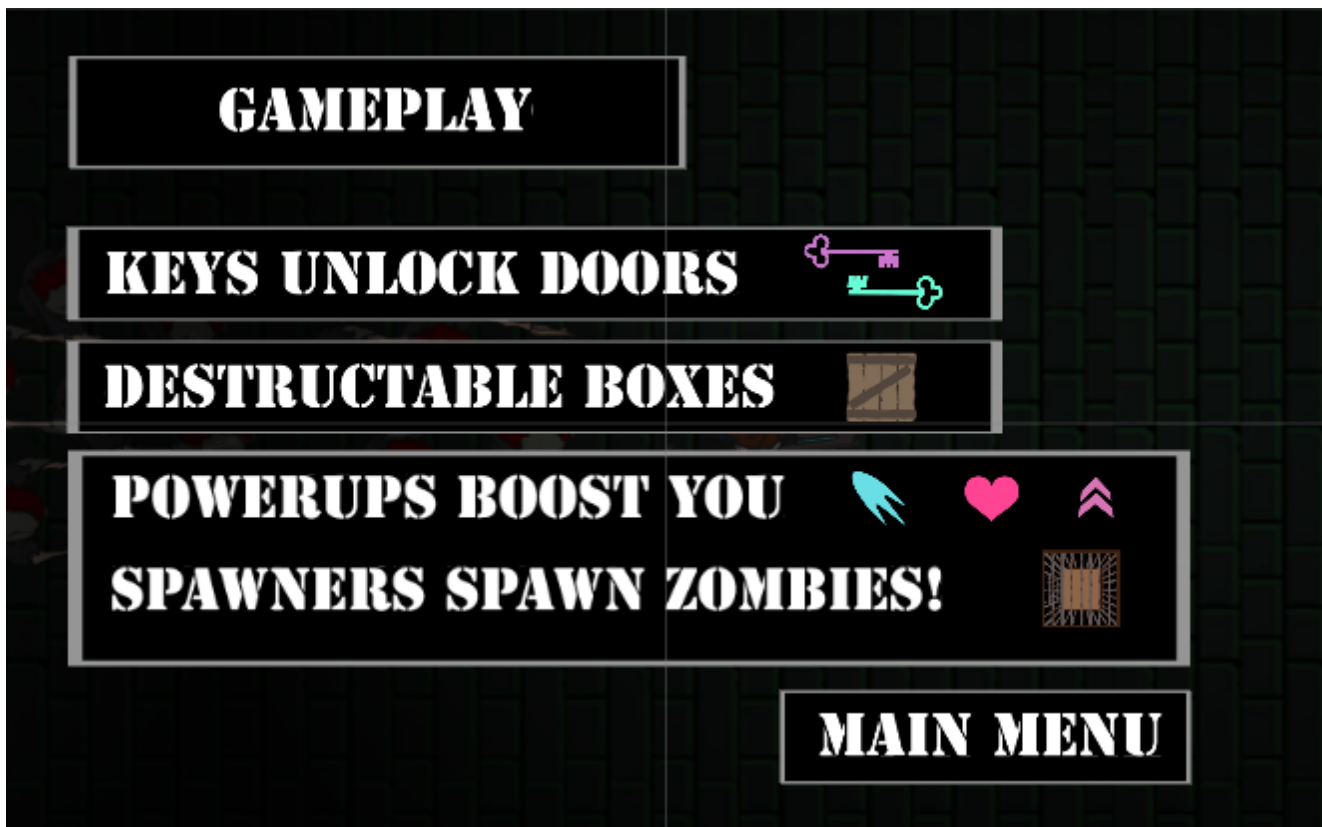 GAMEPLAY
KEYS UNLOCK DOORS
DESTRUCTABLE BOXES
POWERUPS BOOST YOU
SPAWNERS SPAWN ZOMBIES!
MAIN MENU